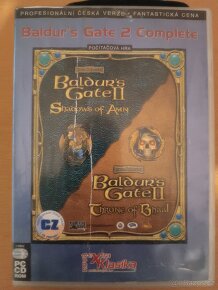 PROFESIONÁLNÍ ČESKÁ VERZE • FANTASTICKÁ CENA
Baldur's Gate 2 Complete
POČÍTAČOVÁ HRA
Baldur's Gate II
Shadows of Amn
Baldur's Gate II
Throne of Bhaal
CZ
PC
CD
ROM
Klasika